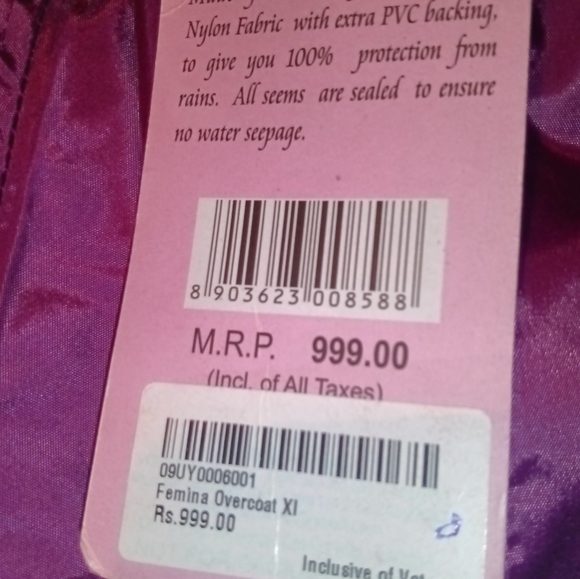 Nylon Fabric with extra PVC backing,
to give you 100% protection from
rains. All seems are sealed to ensure
no water seepage.
8 903623 008588
M.R.P. 999.00
(Incl. of All Taxes)
09UY0006001
Femina Overcoat Xl
Rs.999.00
Inclusive of